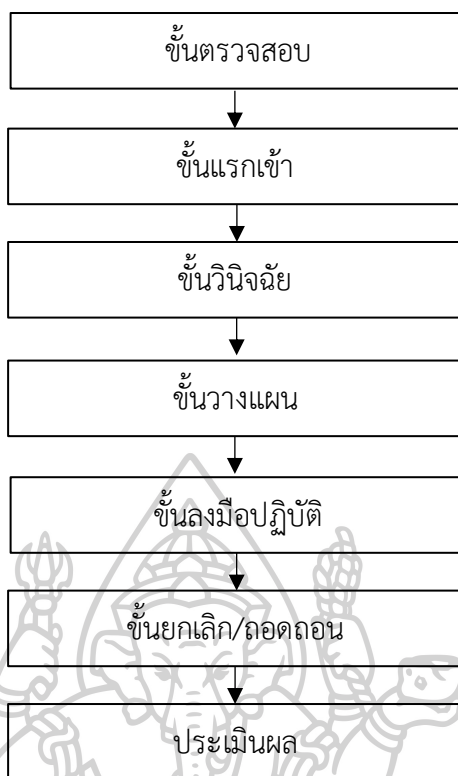 ขั้นตรวจสอบ
ขั้นแรกเข้า
ขั้นวินิจฉัย
ขั้นวางแผน
ขั้นลงมือปฏิบัติ
ขั้นยกเลิก/ถอดถอน
ประเมินผล